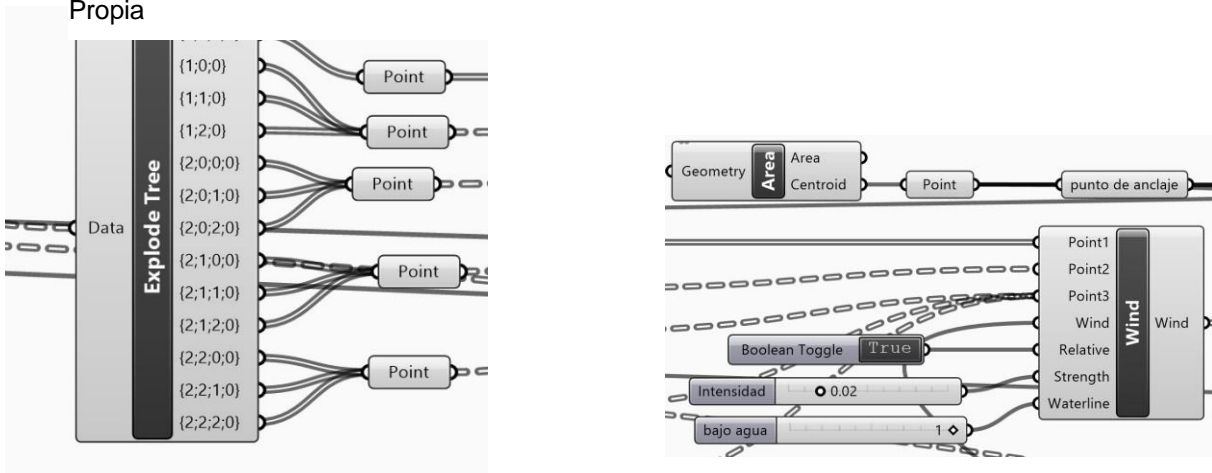 Propia
{1;0;0}
{1;1;0}
{1;2;0}
{2;0;0;0}
{2;0;1;0}
{2;0;2;0}
{2;1;0;0}
{2;1;1;0}
{2;1;2;0}
{2;2;0;0}
{2;2;1;0}
{2;2;2;0}
Data
Explode Tree
Point
Point
Point
Point
Point
Geometry
Area
Area
Centroid
Point
punto de anclaje
Point1
Point2
Point3
Wind
Relative
Strength
Waterline
Wind
Wind
Boolean Toggle True
Intensidad 0.02
bajo agua 1